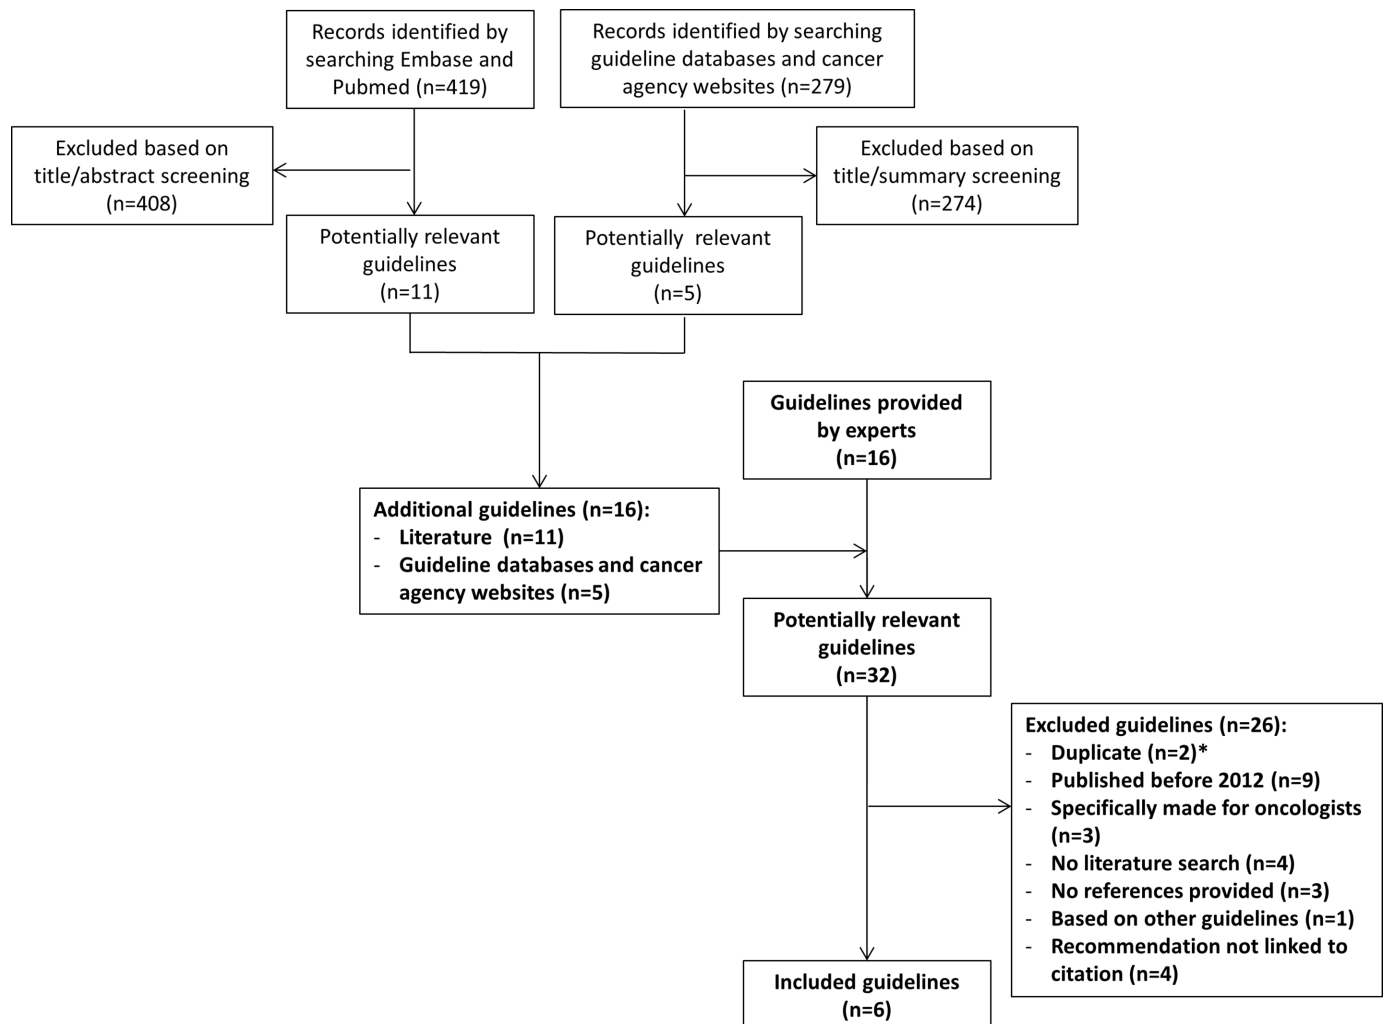 Records identified by
searching Embase and
Pubmed (n=419)
Records identified by searching
guideline databases and cancer
agency websites (n=279)
Excluded based on
title/abstract screening
(n=408)
Excluded based on
title/summary screening
(n=274)
Potentially relevant
guidelines
(n=11)
Potentially relevant
guidelines
(n=5)
Guidelines provided
by experts
(n=16)
Additional guidelines (n=16):
- Literature (n=11)
- Guideline databases and cancer
agency websites (n=5)
Potentially relevant
guidelines
(n=32)
Excluded guidelines (n=26):
- Duplicate (n=2)*
- Published before 2012 (n=9)
- Specifically made for oncologists
(n=3)
- No literature search (n=4)
- No references provided (n=3)
- Based on other guidelines (n=1)
- Recommendation not linked to
citation (n=4)
Included guidelines
(n=6)